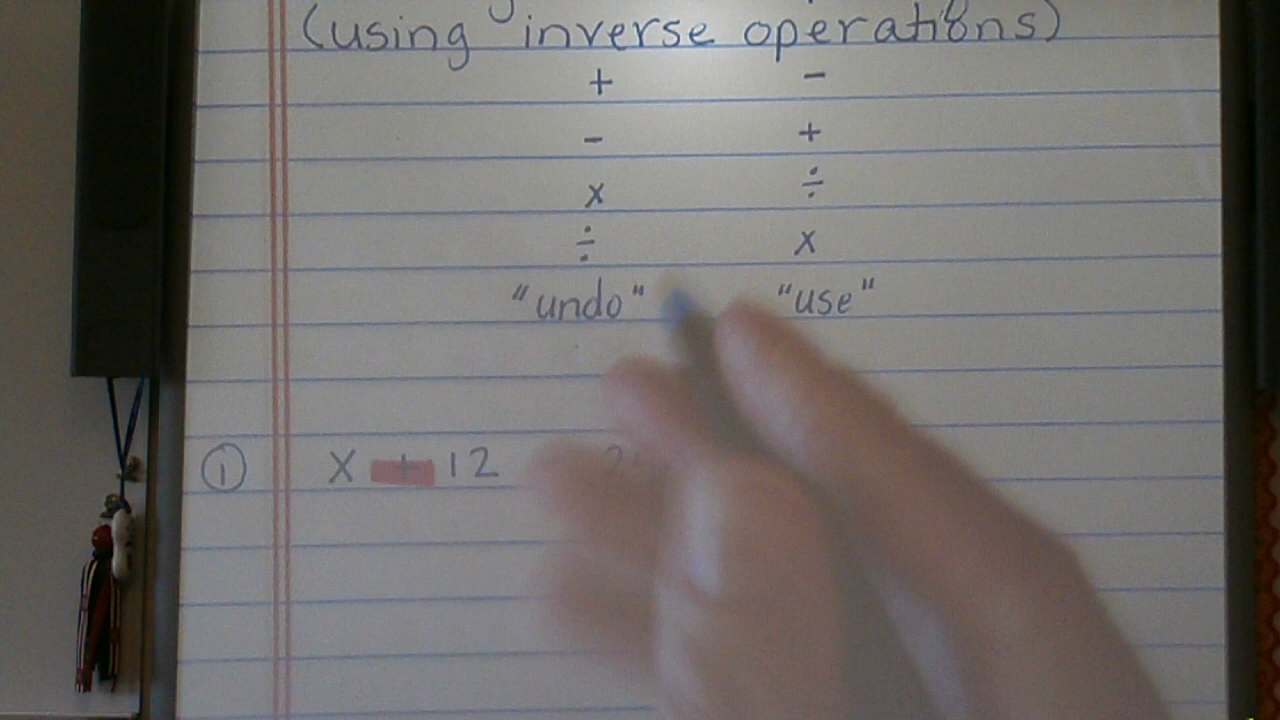 (using inverse operations)
+ -
- +
x ÷
÷ x
"undo" "use"
① x + 12